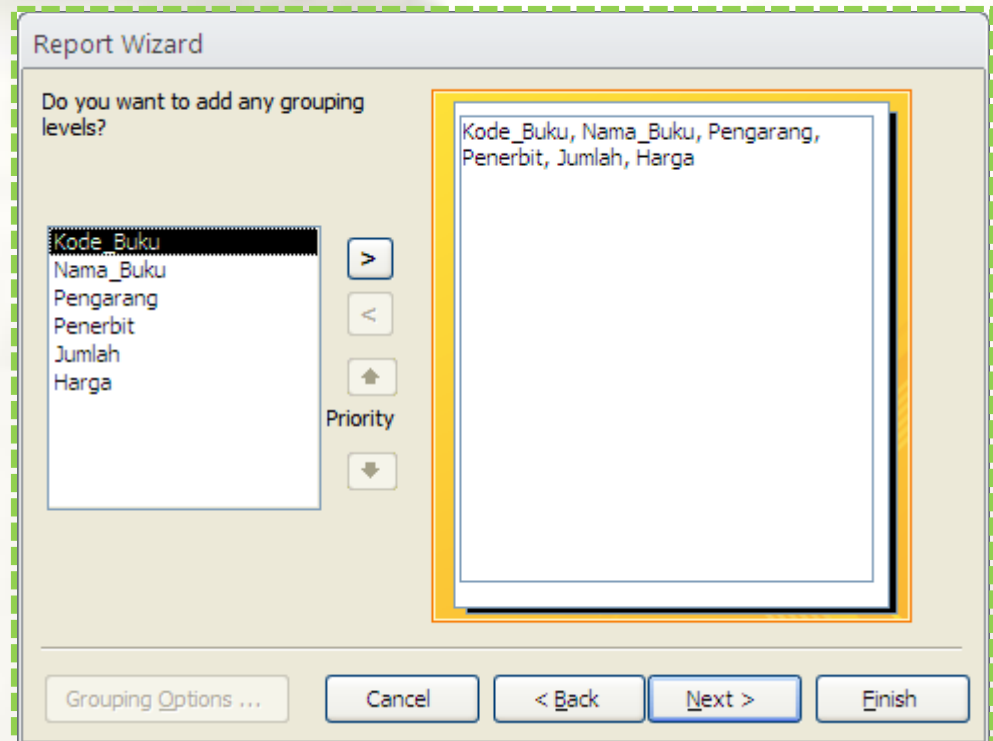 Report Wizard
Do you want to add any grouping
levels?
Kode_Buku
Nama_Buku
Pengarang
Penerbit
Jumlah
Harga
>
<
Priority
Kode_Buku, Nama_Buku, Pengarang,
Penerbit, Jumlah, Harga
Grouping Options ...
Cancel
< Back
Next >
Finish